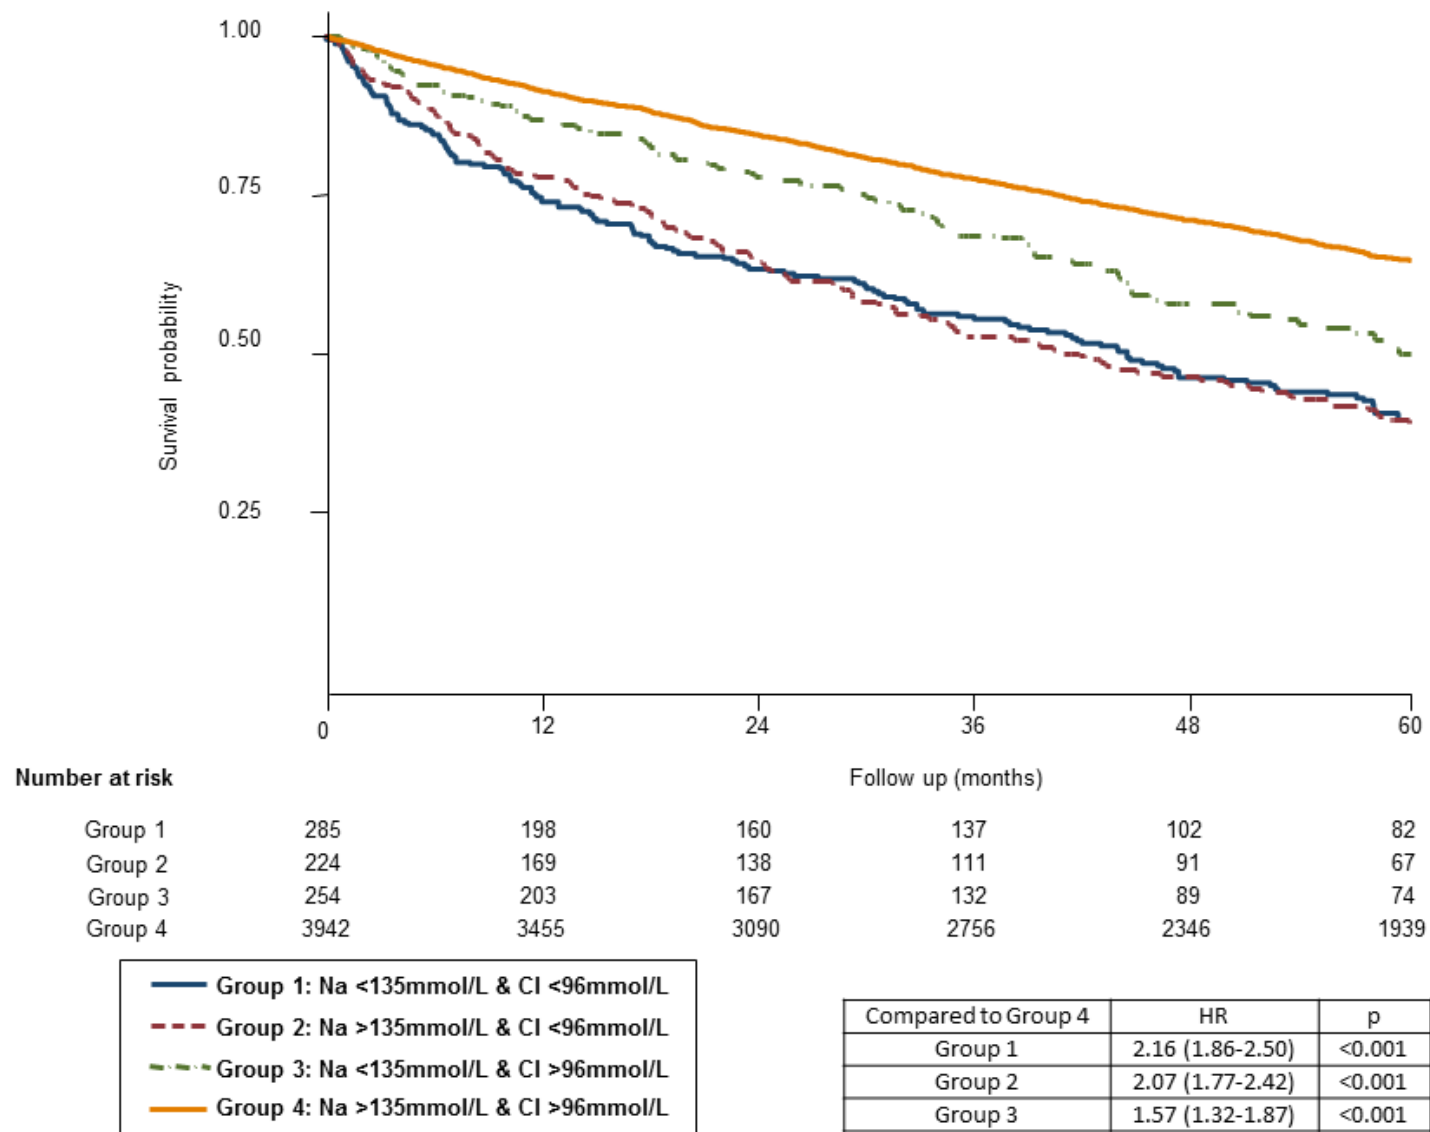 1.00
0.75
0.50
0.25
Survival probability
0 12 24 36 48 60
Number at risk Follow up (months)
Group 1 285 198 160 137 102 82
Group 2 224 169 138 111 91 67
Group 3 254 203 167 132 89 74
Group 4 3942 3455 3090 2756 2346 1939
Group 1: Na <135mmol/L & Cl <96mmol/L
Group 2: Na >135mmol/L & Cl <96mmol/L
Group 3: Na <135mmol/L & Cl >96mmol/L
Group 4: Na >135mmol/L & Cl >96mmol/L
Compared to Group 4 HR p
Group 1 2.16 (1.86-2.50) <0.001
Group 2 2.07 (1.77-2.42) <0.001
Group 3 1.57 (1.32-1.87) <0.001